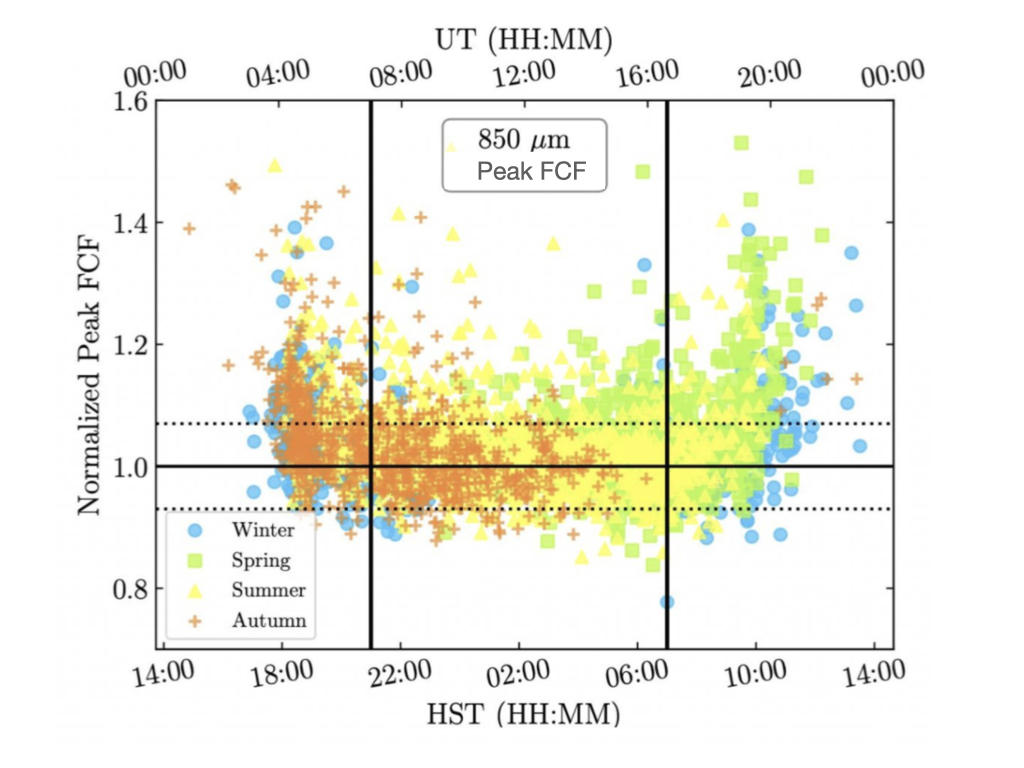 UT (HH:MM)
00:00 04:00 08:00 12:00 16:00 20:00 00:00
850 μm
Peak FCF
Normalized Peak FCF
1.6
1.4
1.2
1.0
0.8
Winter
Spring
Summer
Autumn
14:00 18:00 22:00 02:00 06:00 10:00 14:00
HST (HH:MM)